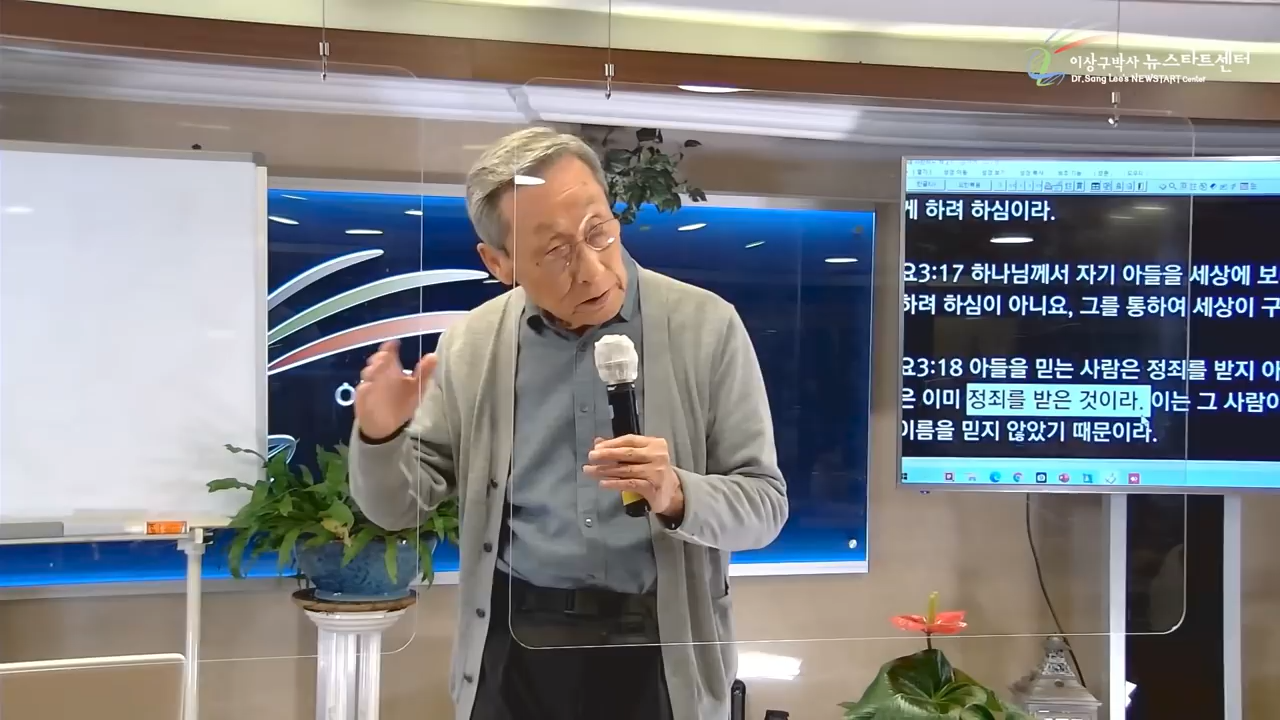 이상구박사 뉴스타트센터
Dr.Sang Lee's NEWSTART Center
게 하려 하심이라.
요3:17 하나님께서 자기 아들을 세상에 보
하려 하심이 아니요, 그를 통하여 세상이 구
요3:18 아들을 믿는 사람은 정죄를 받지 아
은 이미 정죄를 받은 것이라. 이는 그 사람이
이름을 믿지 않았기 때문이라.